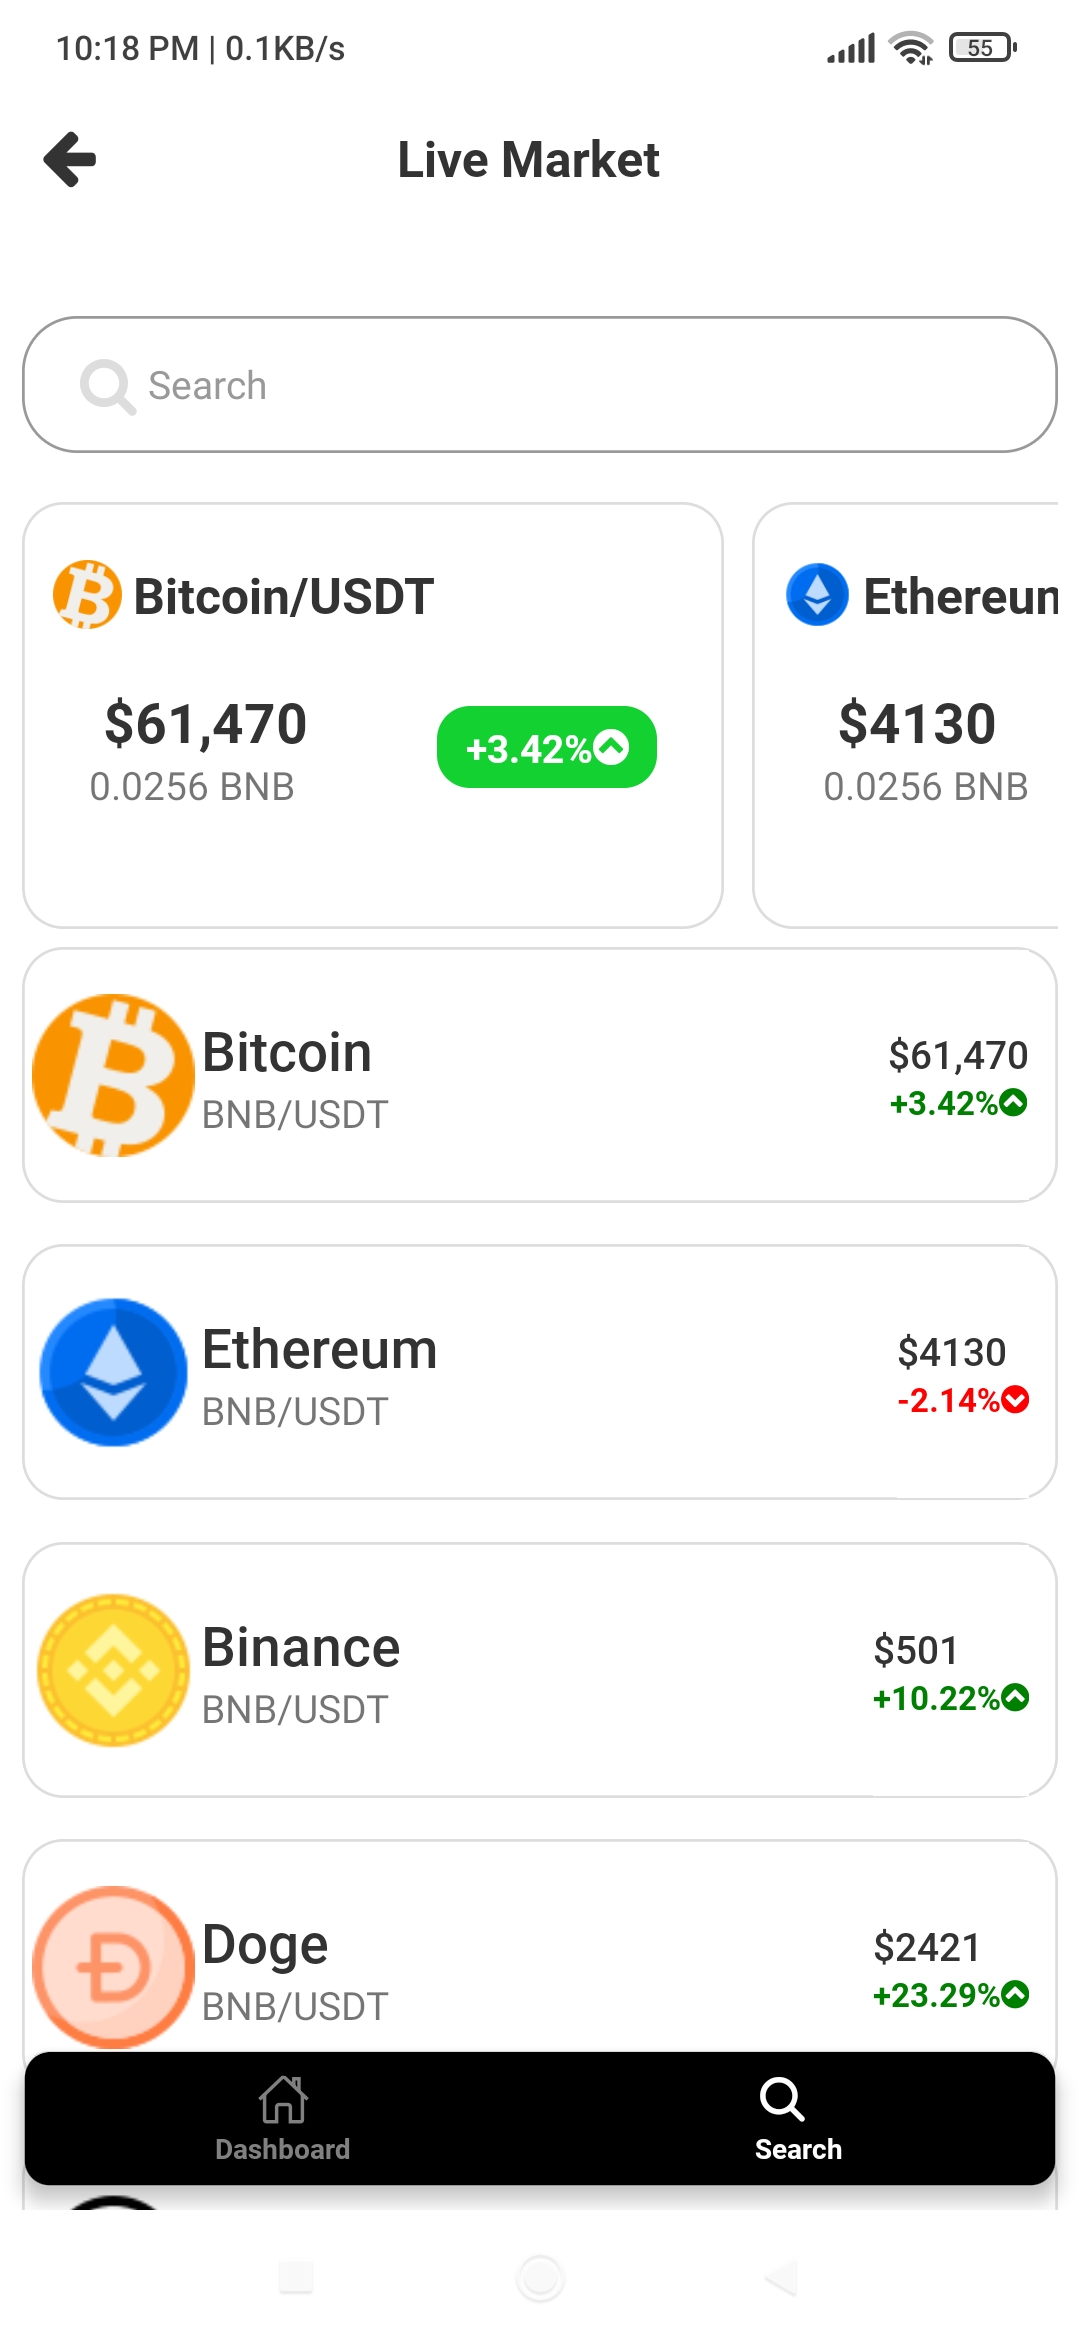 10:18 PM | 0.1KB/s
55
Live Market
Search
Bitcoin/USDT
$61,470
0.0256 BNB
+3.42%
Ethereum
$4130
0.0256 BNB
Bitcoin
BNB/USDT
$61,470
+3.42%
Ethereum
BNB/USDT
$4130
-2.14%
Binance
BNB/USDT
$501
+10.22%
Doge
BNB/USDT
$2421
+23.29%
Dashboard
Search